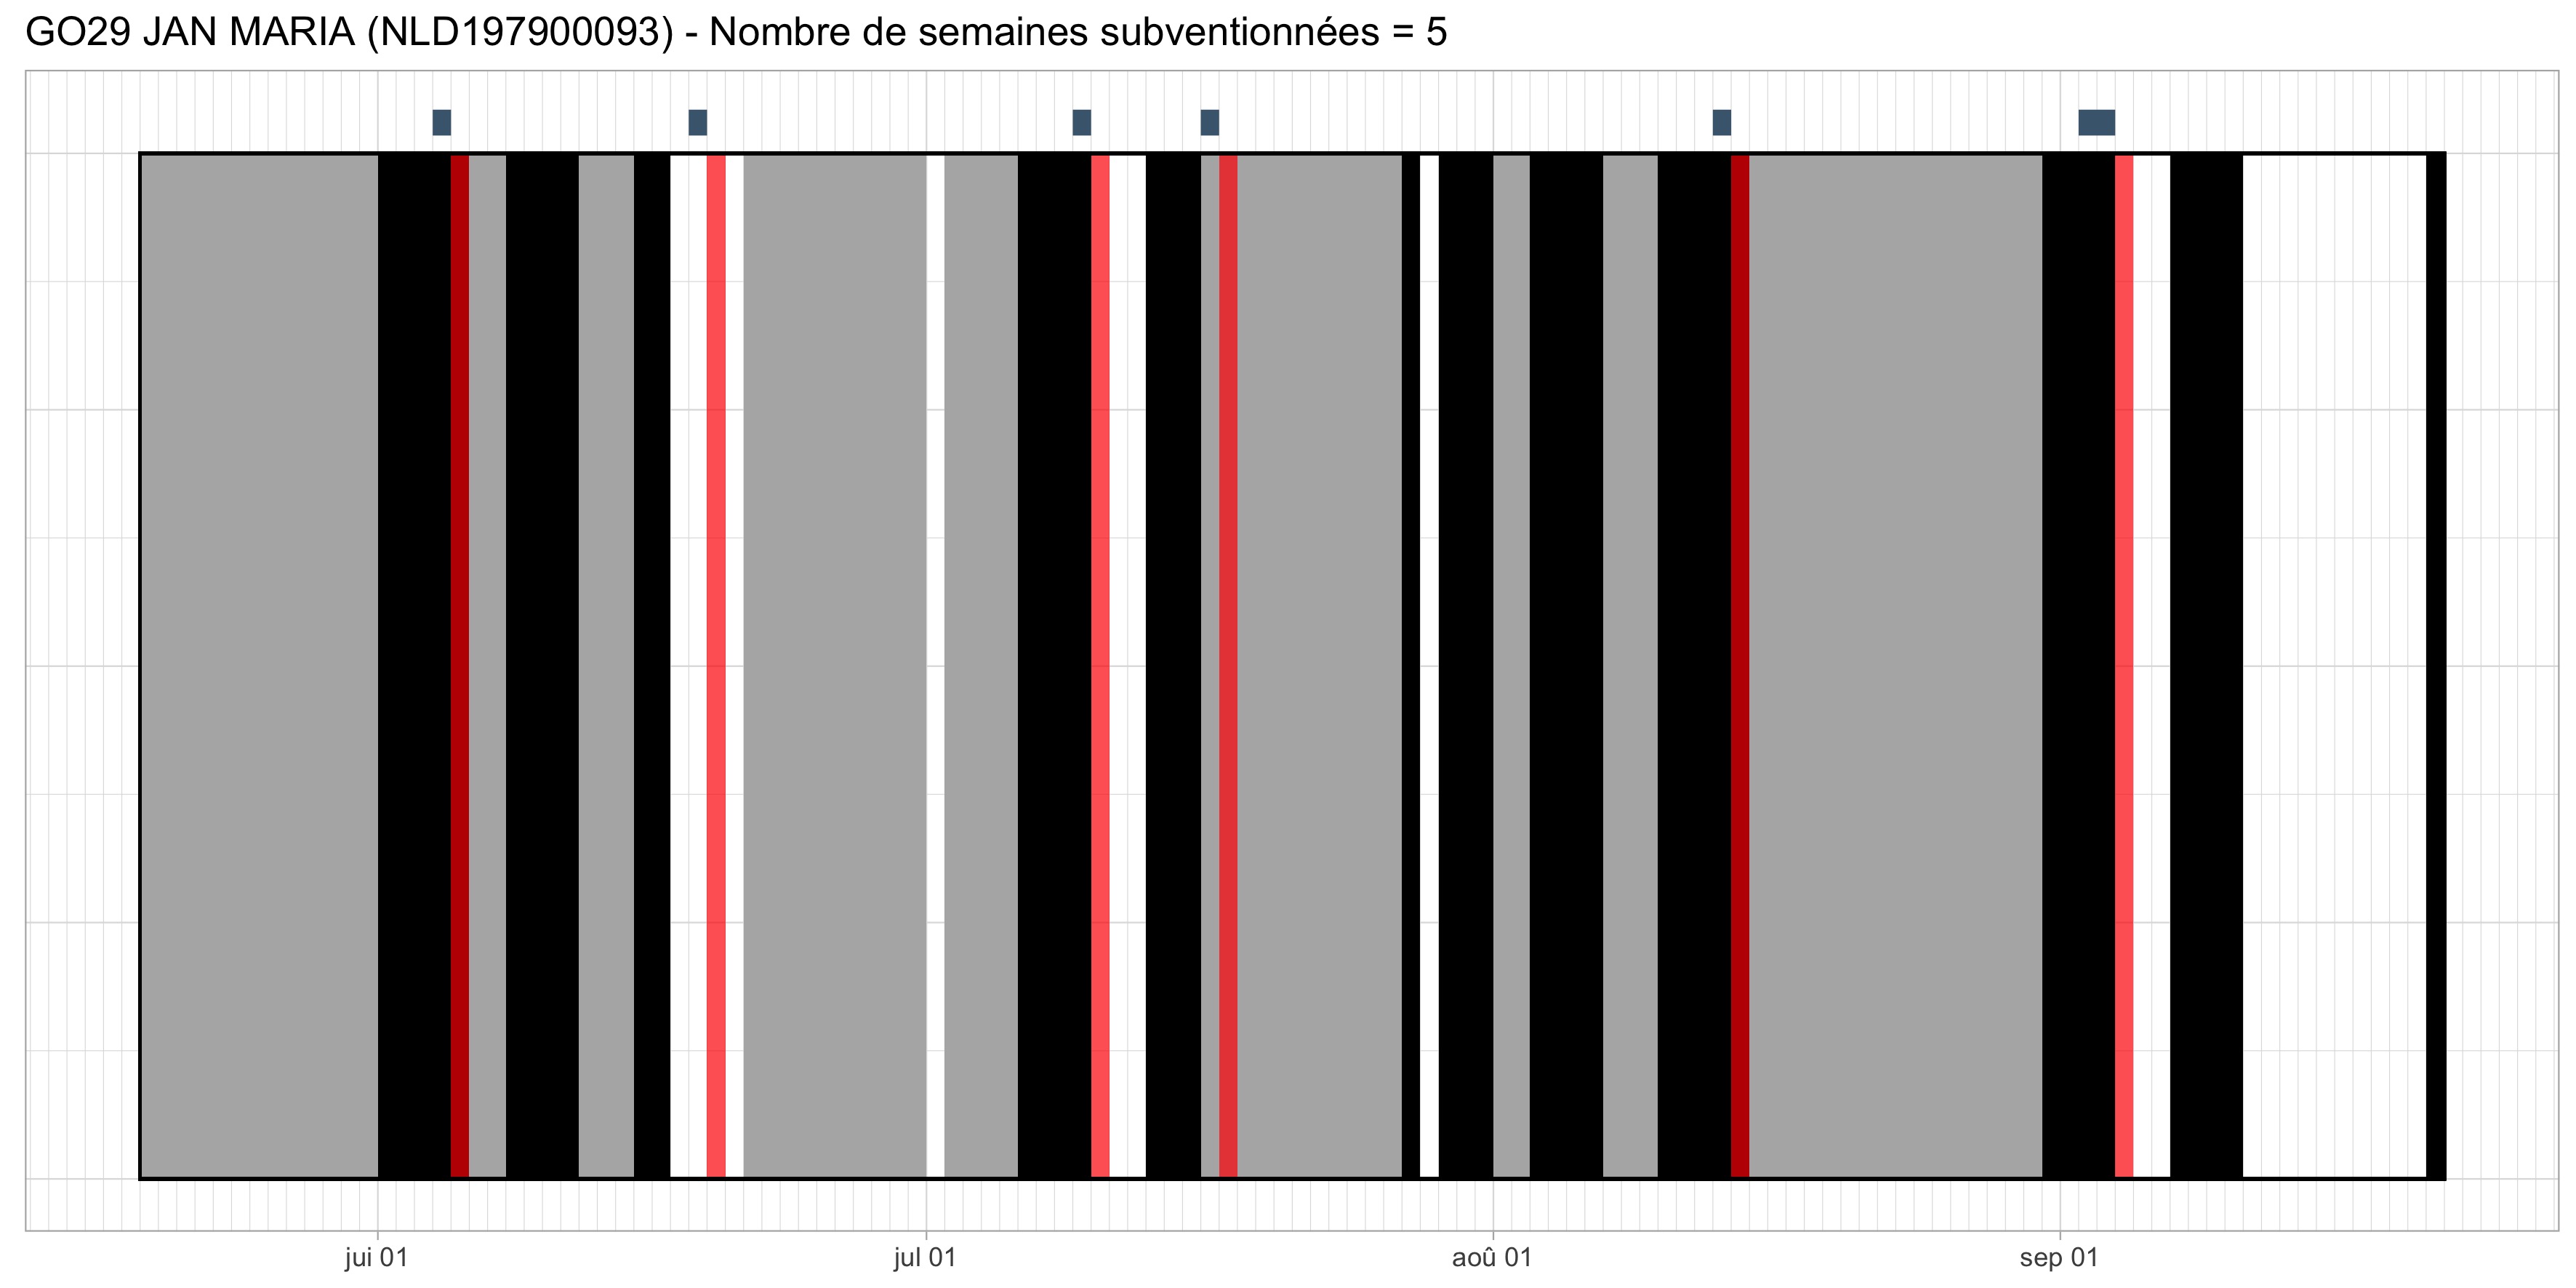 GO29 JAN MARIA (NLD197900093) - Nombre de semaines subventionnées = 5
jui 01 jul 01 aoû 01 sep 01